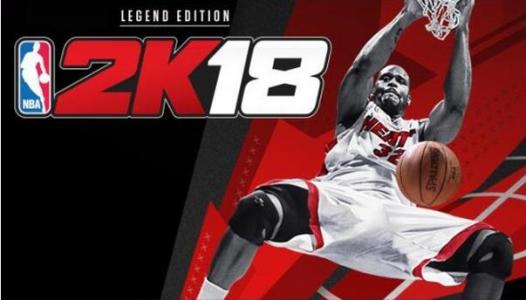 LEGEND EDITION
NBA 2K18
HEAT
32
SPALDING